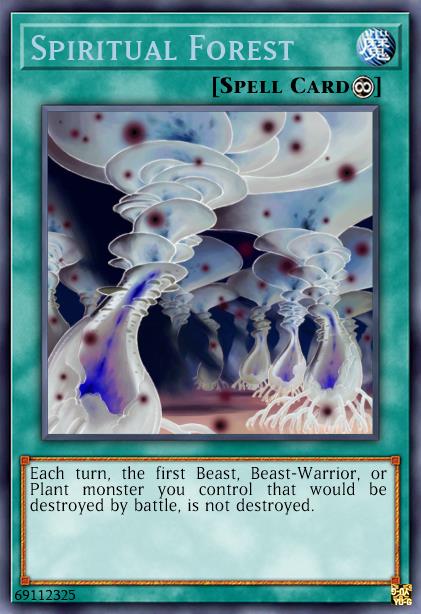 Spiritual Forest
魔
[Spell Card∞]
Each turn, the first Beast, Beast-Warrior, or
Plant monster you control that would be
destroyed by battle, is not destroyed.
69112325